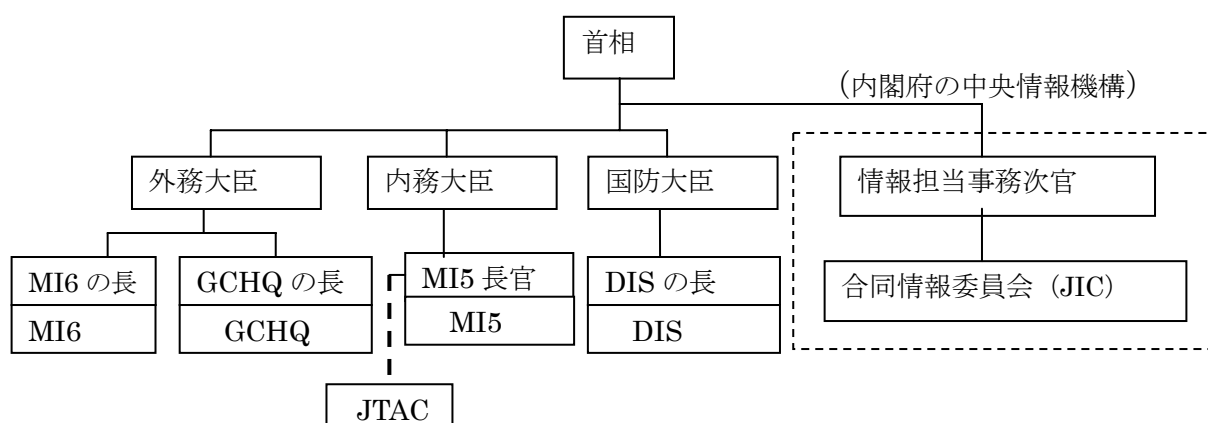 首相
(内閣府の中央情報機構)
外務大臣
内務大臣
国防大臣
情報担当事務次官
MI6 の長
GCHQ の長
MI5 長官
DIS の長
合同情報委員会(JIC)
MI6
GCHQ
MI5
DIS
JTAC